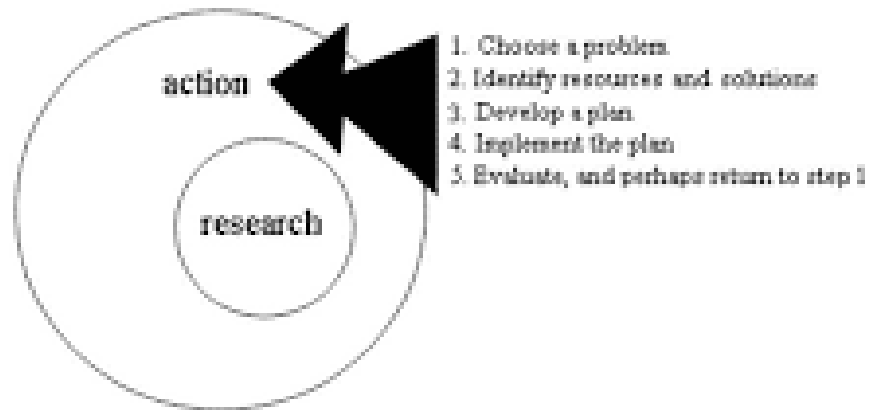 action
research
1. Choose a problem
2. Identify resources and solutions
3. Develop a plan
4. Implement the plan
5. Evaluate, and perhaps return to step 1